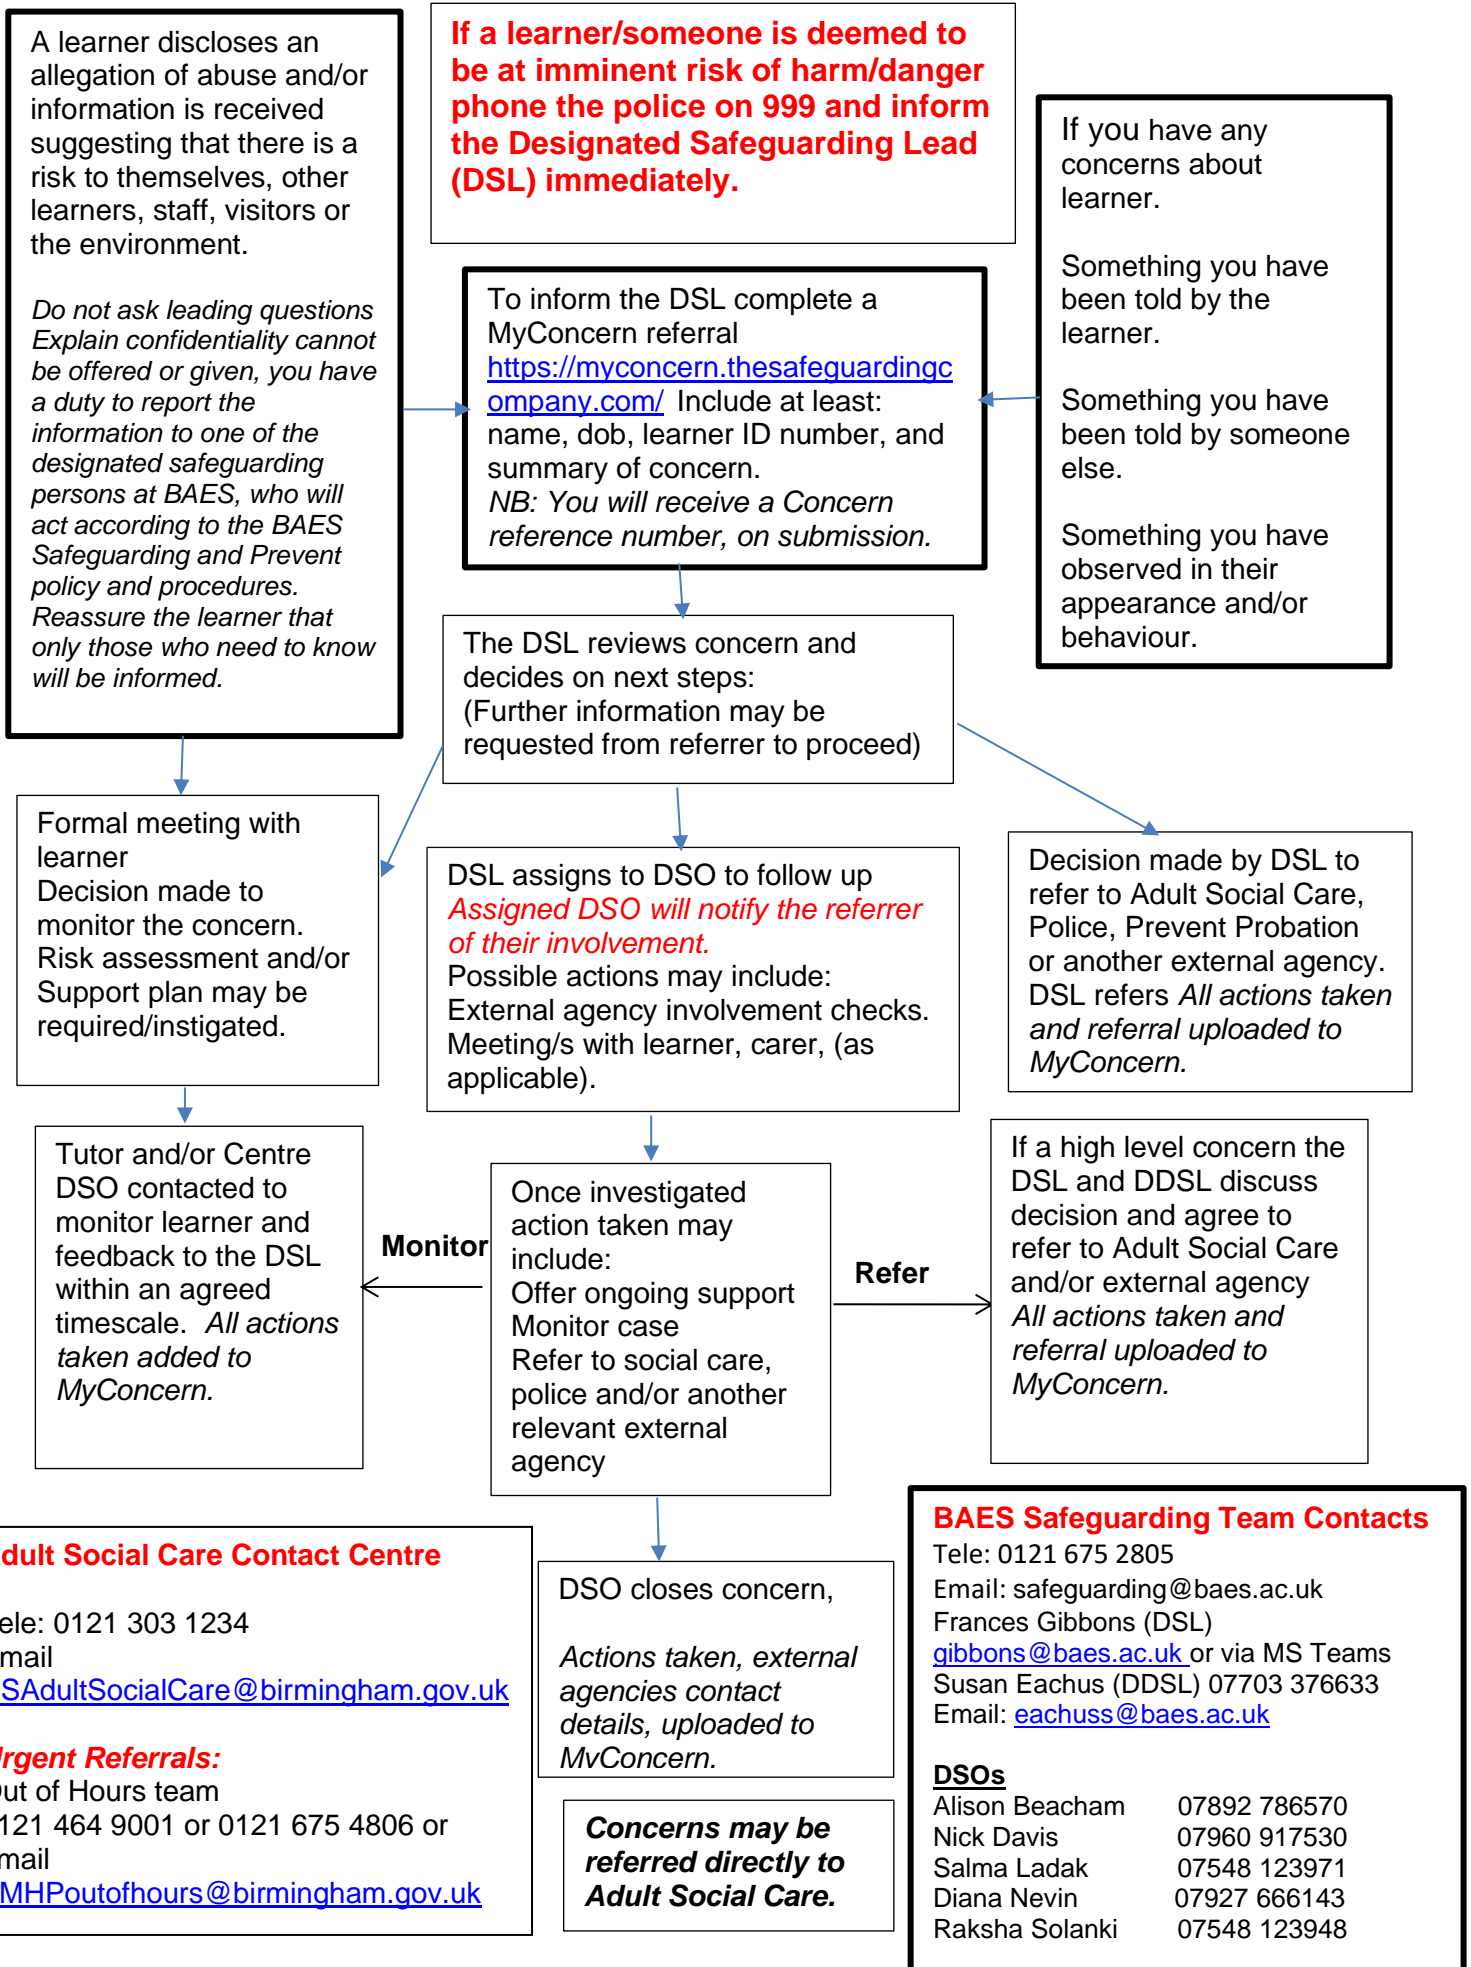 A learner discloses an
allegation of abuse and/or
information is received
suggesting that there is a
risk to themselves, other
learners, staff, visitors or
the environment.
Do not ask leading questions
Explain confidentiality cannot
be offered or given, you have
a duty to report the
information to one of the
designated safeguarding
persons at BAES, who will
act according to the BAES
Safeguarding and Prevent
policy and procedures.
Reassure the learner that
only those who need to know
will be informed.
If a learner/someone is deemed to
be at imminent risk of harm/danger
phone the police on 999 and inform
the Designated Safeguarding Lead
(DSL) immediately.
If you have any
concerns about
learner.
Something you have
been told by the
learner.
Something you have
been told by someone
else.
Something you have
observed in their
appearance and/or
behaviour.
To inform the DSL complete a
MyConcern referral
https://myconcern.thesafeguardingc
ompany.com/ Include at least:
name, dob, learner ID number, and
summary of concern.
NB: You will receive a Concern
reference number, on submission.
The DSL reviews concern and
decides on next steps:
(Further information may be
requested from referrer to proceed)
Formal meeting with
learner
Decision made to
monitor the concern.
Risk assessment and/or
Support plan may be
required/instigated.
DSL assigns to DSO to follow up
Assigned DSO will notify the referrer
of their involvement.
Possible actions may include:
External agency involvement checks.
Meeting/s with learner, carer, (as
applicable).
Decision made by DSL to
refer to Adult Social Care,
Police, Prevent Probation
or another external agency.
DSL refers All actions taken
and referral uploaded to
MyConcern.
Tutor and/or Centre
DSO contacted to
monitor learner and
feedback to the DSL
within an agreed
timescale. All actions
taken added to
MyConcern.
Monitor
Once investigated
action taken may
include:
Offer ongoing support
Monitor case
Refer to social care,
police and/or another
relevant external
agency
Refer
If a high level concern the
DSL and DDSL discuss
decision and agree to
refer to Adult Social Care
and/or external agency
All actions taken and
referral uploaded to
MyConcern.
dult Social Care Contact Centre
ele: 0121 303 1234
mail
SAdultSocialCare@birmingham.gov.uk
rgent Referrals:
ut of Hours team
121 464 9001 or 0121 675 4806 or
mail
MHPoutofhours@birmingham.gov.uk
DSO closes concern,
Actions taken, external
agencies contact
details, uploaded to
MyConcern.
Concerns may be
referred directly to
Adult Social Care.
BAES Safeguarding Team Contacts
Tele: 0121 675 2805
Email: safeguarding@baes.ac.uk
Frances Gibbons (DSL)
gibbons@baes.ac.uk or via MS Teams
Susan Eachus (DDSL) 07703 376633
Email: eachuss@baes.ac.uk
DSOs
Alison Beacham 07892 786570
Nick Davis 07960 917530
Salma Ladak 07548 123971
Diana Nevin 07927 666143
Raksha Solanki 07548 123948